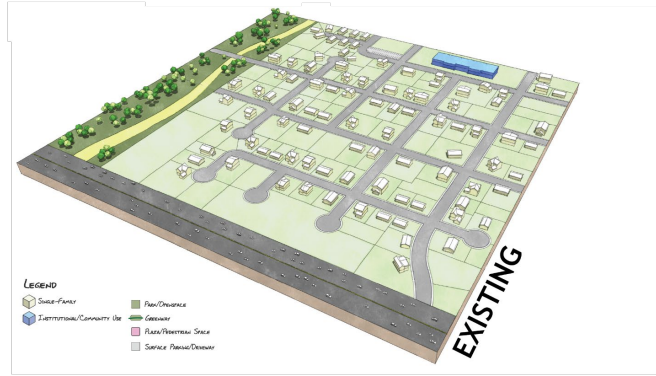 EXISTING
LEGEND
SINGLE-FAMILY
INSTITUTIONAL/COMMUNITY USE
PARK/OPENSPACE
GREENWAY
PLAZA/PEDESTRIAN SPACE
SURFACE PARKING/DRIVEWAY